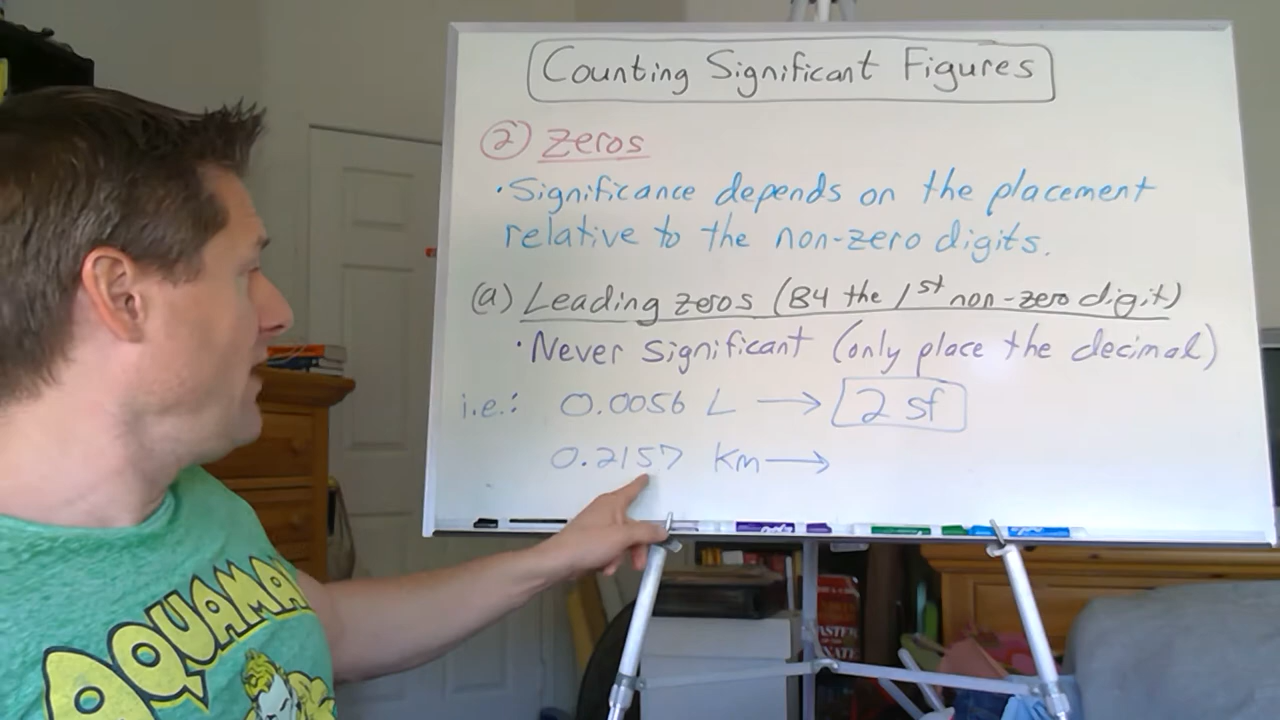 Counting Significant Figures
② Zeros
• Significance depends on the placement
relative to the non-zero digits.
(a) Leading zeros (B4 the 1st non-zero digit)
• Never significant (only place the decimal)
i.e.: 0.0056 L → 2 sf
0.2157 Km →
AQUAMAN